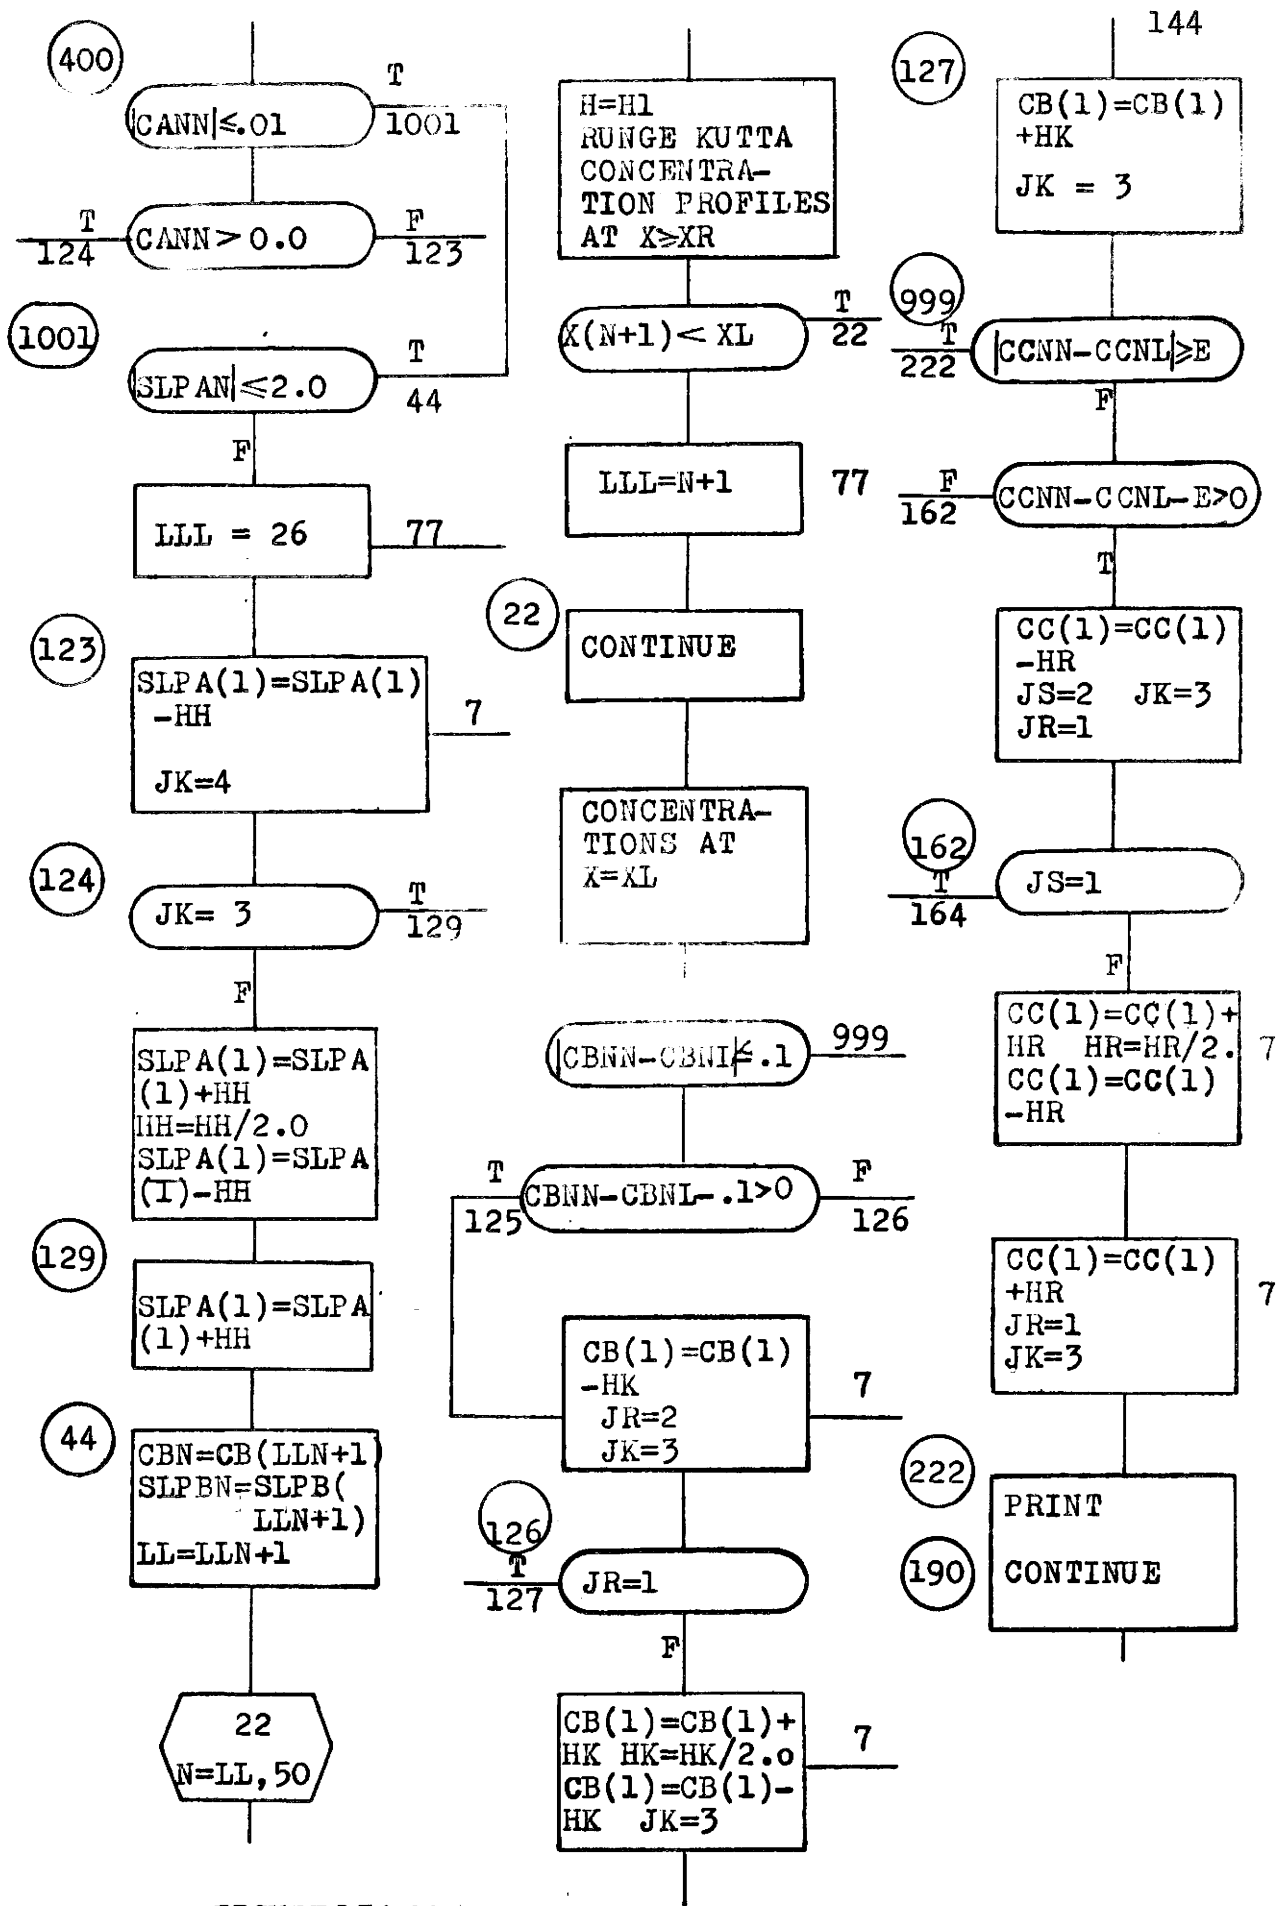 144
400
|CANN|≤.01
T
1001
T
124
CANN>0.0
F
123
1001
|SLPAN|≤2.0
T
44
F
LLL = 26
77
123
SLPA(1)=SLPA(1)
-HH
JK=4
7
124
JK= 3
T
129
F
SLPA(1)=SLPA
(1)+HH
HH=HH/2.0
SLPA(1)=SLPA
(I)-HH
129
SLPA(1)=SLPA
(1)+HH
44
CBN=CB(LLN+1)
SLPBN=SLPB(
LLN+1)
LL=LLN+1
22
N=LL,50
H=H1
RUNGE KUTTA
CONCENTRA-
TION PROFILES
AT X≥XR
X(N+1)< XL
T
22
LLL=N+1
77
22
CONTINUE
CONCENTRA-
TIONS AT
X=XL
|CBNN-CBNL|≤.1
999
T
125
CBNN-CBNL-.1>0
F
126
CB(1)=CB(1)
-HK
JR=2
JK=3
7
126
T
127
JR=1
F
CB(1)=CB(1)+
HK HK=HK/2.0
CB(1)=CB(1)-
HK JK=3
7
127
CB(1)=CB(1)
+HK
JK = 3
999
T
222
|CCNN-CCNL|≥E
F
F
162
CCNN-CCNL-E>0
T
CC(1)=CC(1)
-HR
JS=2 JK=3
JR=1
162
T
164
JS=1
F
CC(1)=CC(1)+
HR HR=HR/2.
CC(1)=CC(1)
-HR
7
CC(1)=CC(1)
+HR
JR=1
JK=3
7
222
PRINT
190
CONTINUE